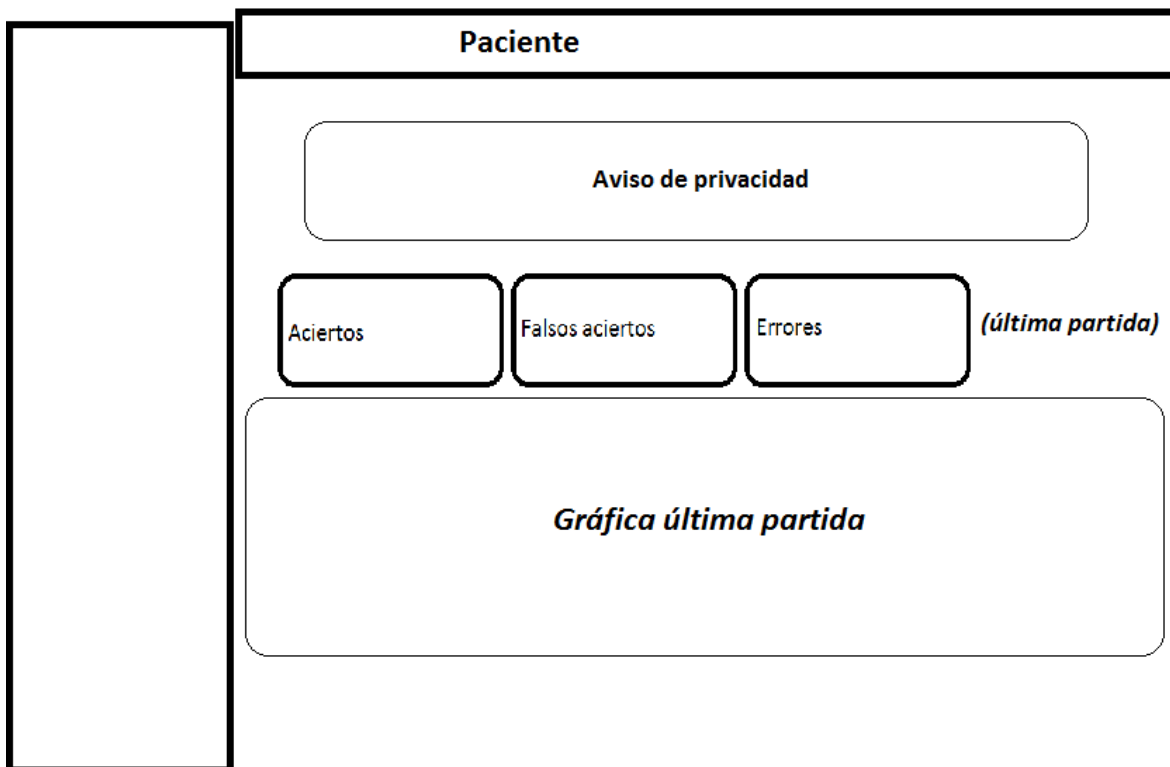 Paciente
Aviso de privacidad
Aciertos
Falsos aciertos
Errores
(última partida)
Gráfica última partida